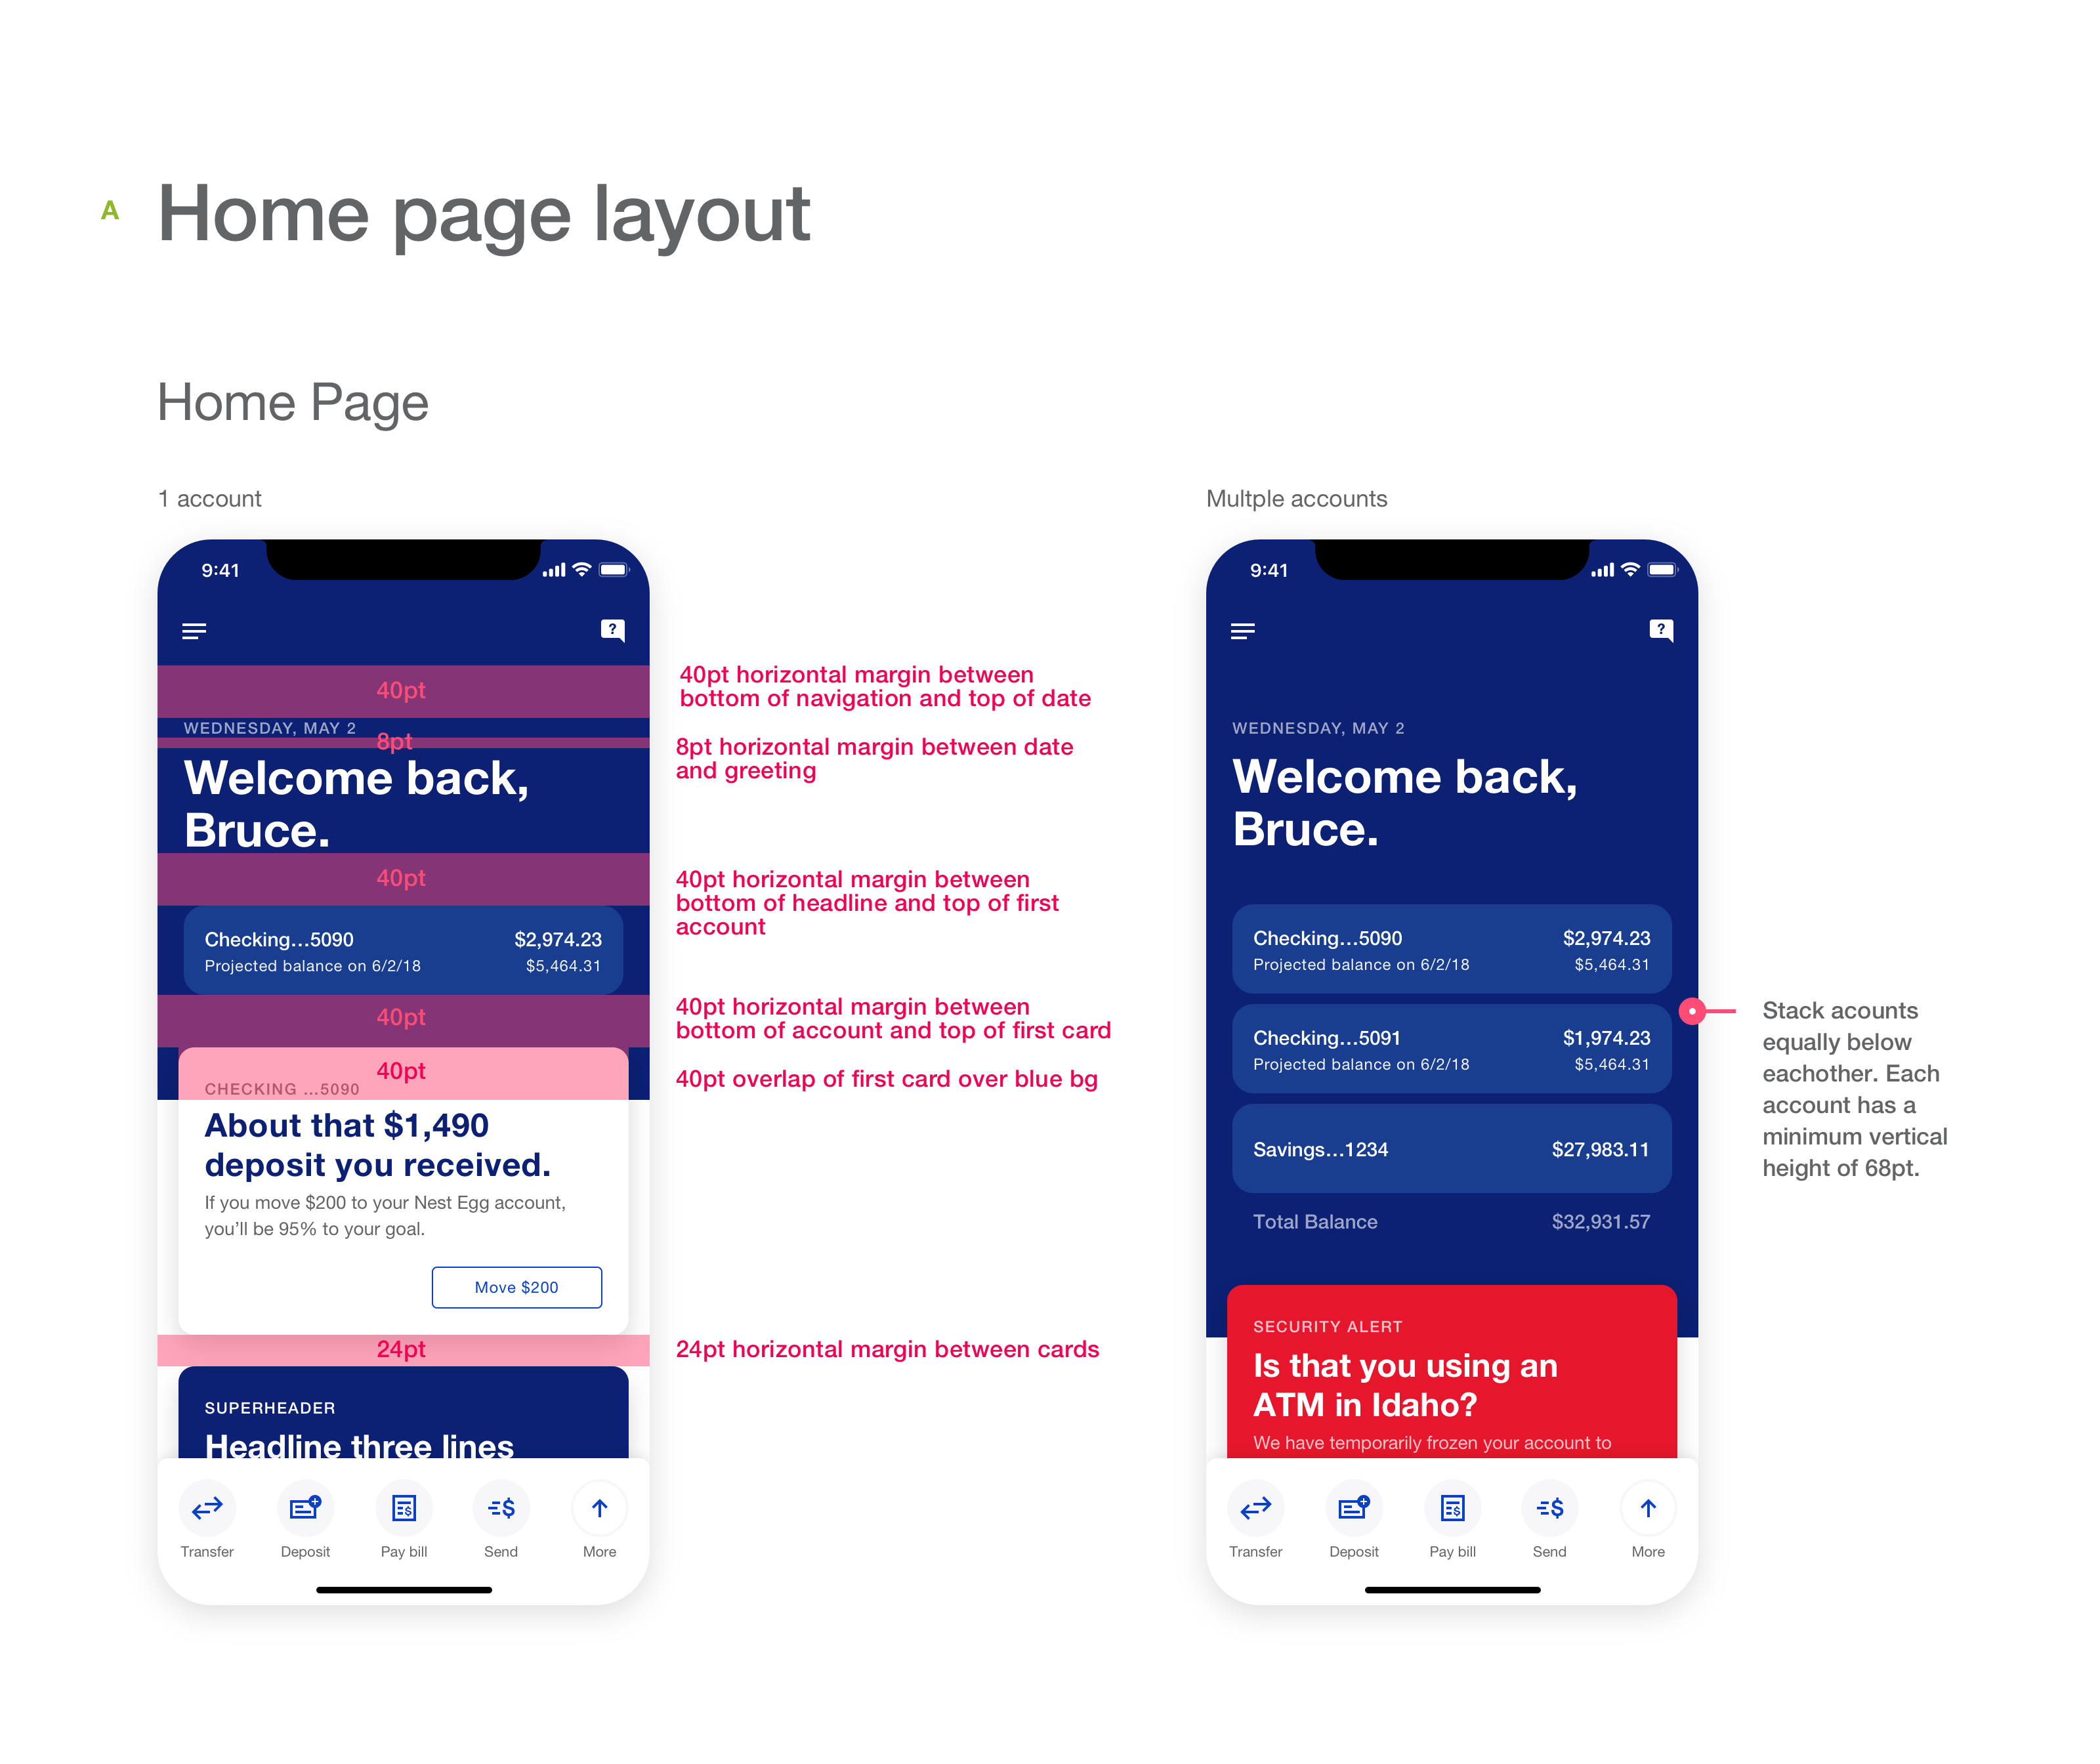 A
Home page layout
Home Page
1 account
9:41
40pt
WEDNESDAY, MAY 2
8pt
Welcome back,
Bruce.
40pt
Checking...5090 $2,974.23
Projected balance on 6/2/18 $5,464.31
40pt
40pt
CHECKING ...5090
About that $1,490
deposit you received.
If you move $200 to your Nest Egg account,
you'll be 95% to your goal.
Move $200
24pt
SUPERHEADER
Headline three lines
Transfer Deposit Pay bill Send More
40pt horizontal margin between
bottom of navigation and top of date
8pt horizontal margin between date
and greeting
40pt horizontal margin between
bottom of headline and top of first
account
40pt horizontal margin between
bottom of account and top of first card
40pt overlap of first card over blue bg
24pt horizontal margin between cards
Multple accounts
9:41
WEDNESDAY, MAY 2
Welcome back,
Bruce.
Checking...5090 $2,974.23
Projected balance on 6/2/18 $5,464.31
Checking...5091 $1,974.23
Projected balance on 6/2/18 $5,464.31
Savings...1234 $27,983.11
Total Balance $32,931.57
SECURITY ALERT
Is that you using an
ATM in Idaho?
We have temporarily frozen your account to
Transfer Deposit Pay bill Send More
Stack acounts
equally below
eachother. Each
account has a
minimum vertical
height of 68pt.